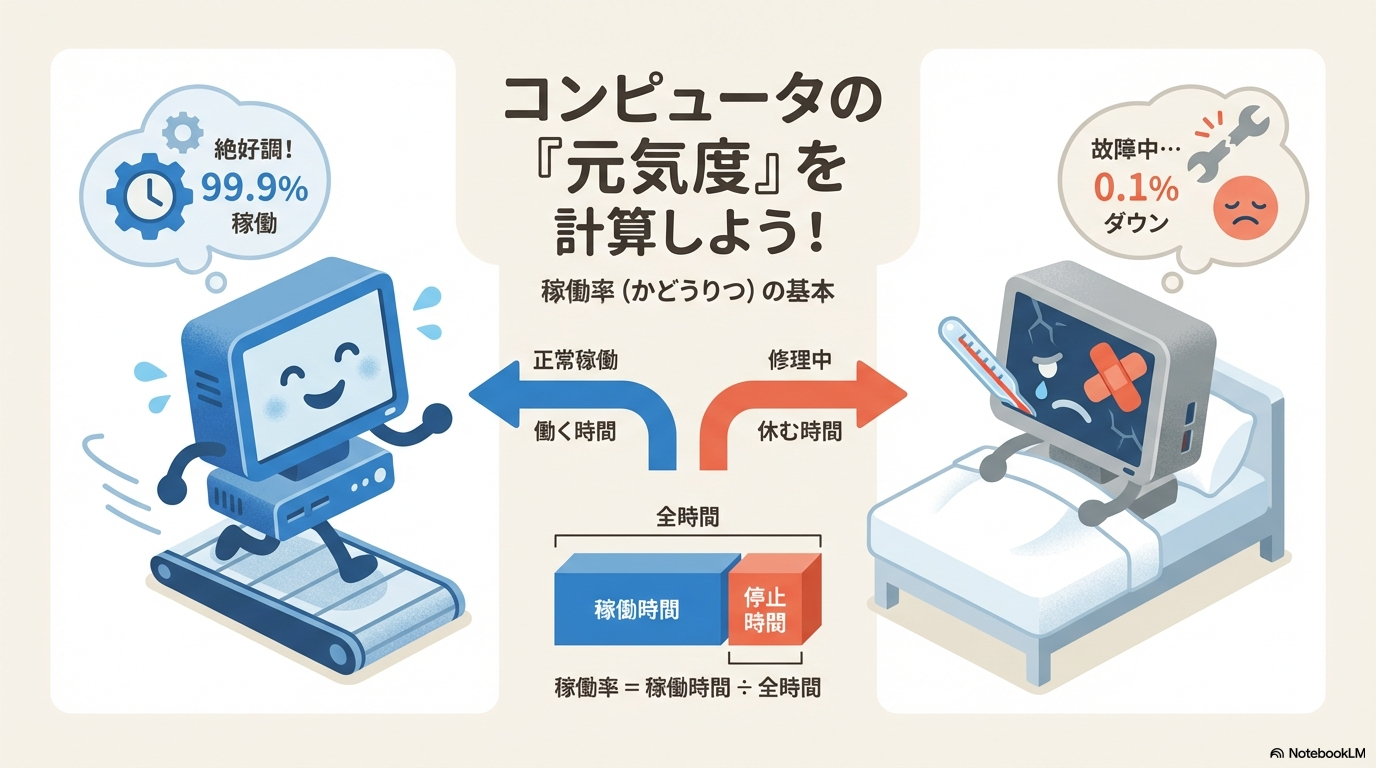 コンピュータの
『元気度』を
計算しよう！
稼働率（かどうりつ）の基本
絶好調！
99.9%
稼働
故障中…
0.1%
ダウン
正常稼働
働く時間
修理中
休む時間
全時間
稼働時間
停止
時間
稼働率 = 稼働時間 ÷ 全時間
NotebookLM